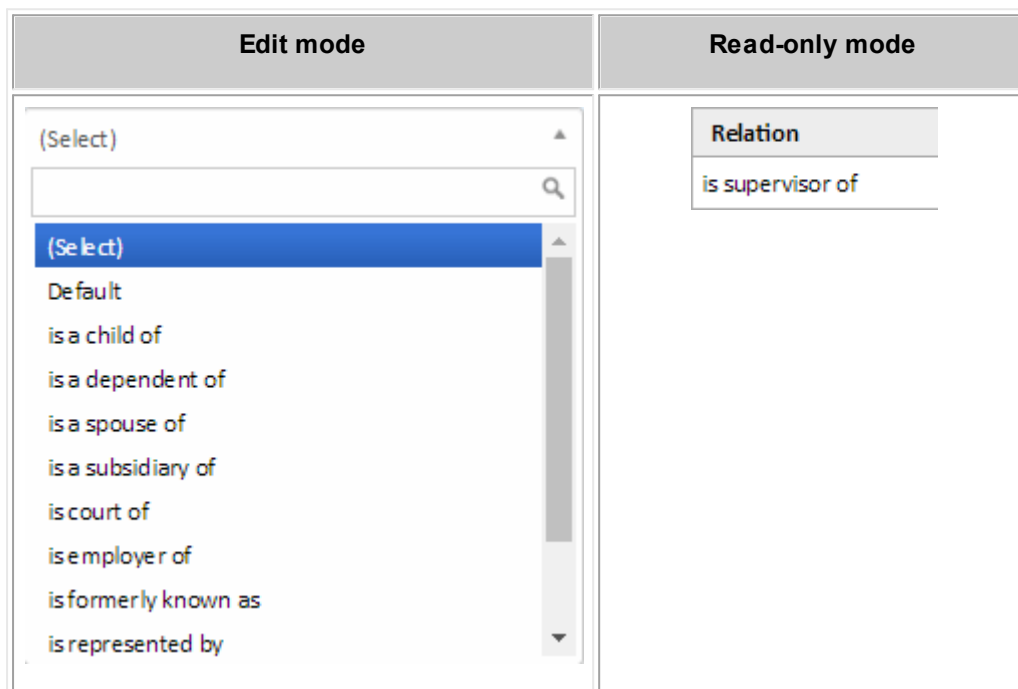 Edit mode
Read-only mode
(Select)
(Select)
Default
is a child of
is a dependent of
is a spouse of
is a subsidiary of
is court of
is employer of
is formerly known as
is represented by
Relation
is supervisor of